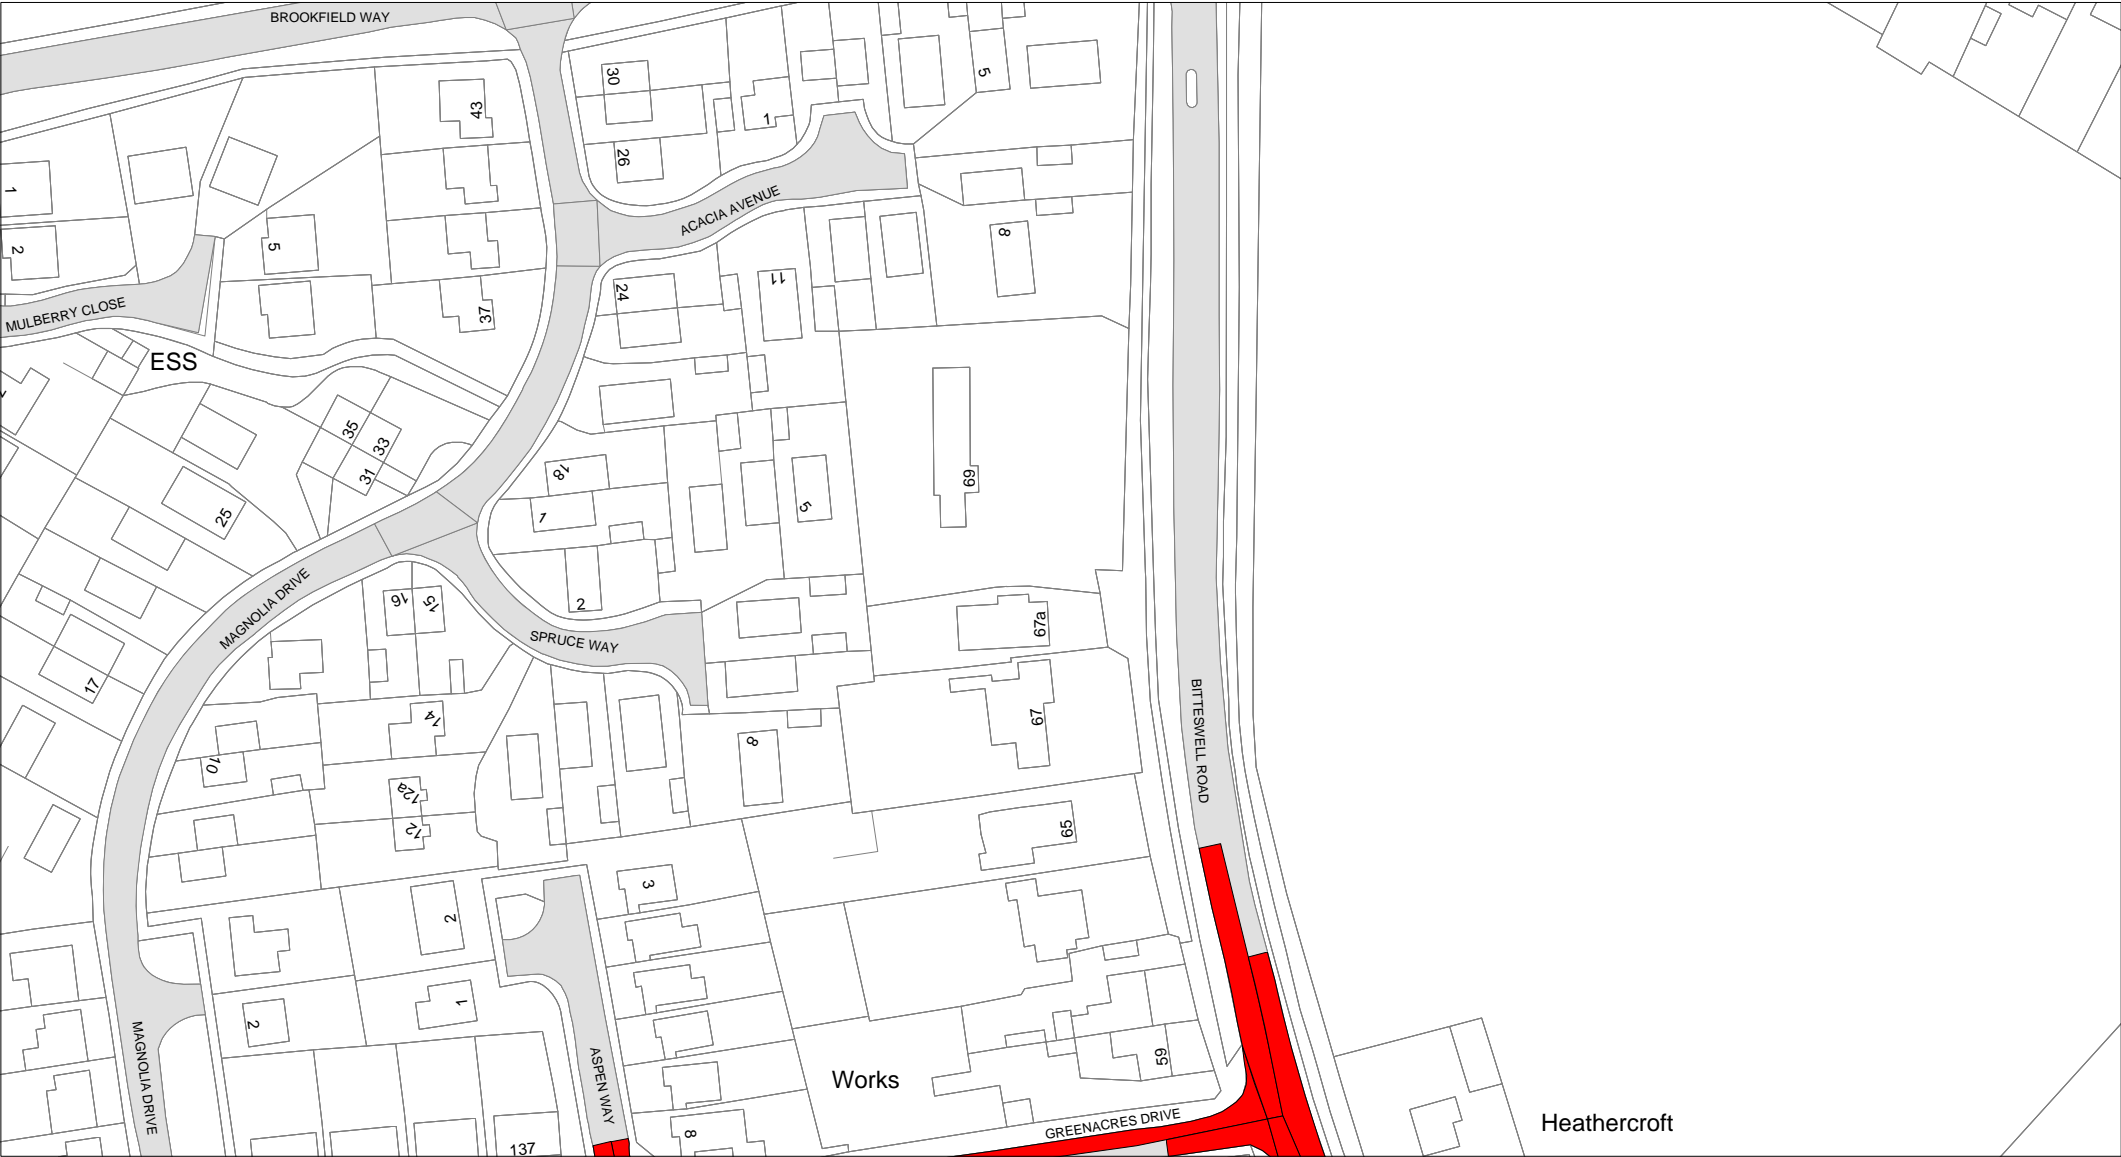 BROOKFIELD WAY
30
5
43
1
26
1
ACACIA AVENUE
2
5
8
11
24
MULBERRY CLOSE
37
ESS
35
33
31
18
69
1
5
25
MAGNOLIA DRIVE
16
15
2
67a
SPRUCE WAY
17
BITTESWELL ROAD
14
67
8
10
12a
12
65
3
2
1
2
MAGNOLIA DRIVE
ASPEN WAY
59
Works
GREENACRES DRIVE
Heathercroft
8
137